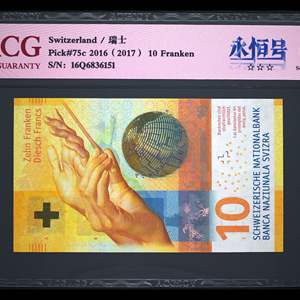 CG
GUARANTY
Switzerland / 瑞士
Pick#75c 2016 (2017) 10 Franken
S/N: 16Q6836151
永恒号
☆☆☆
Zehn Franken
Diesch Francs
10
SCHWEIZERISCHE NATIONALBANK
BANCA NAZIUNALA SVIZRA